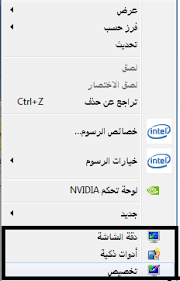 عرض
فرز حسب
تحديث
لصق
لصق الاختصار
تراجع عن حذف Ctrl+Z
خصائص الرسوم...
خيارات الرسوم
لوحة تحكم NVIDIA
جديد
دقة الشاشة
أدوات ذكية
تخصيص